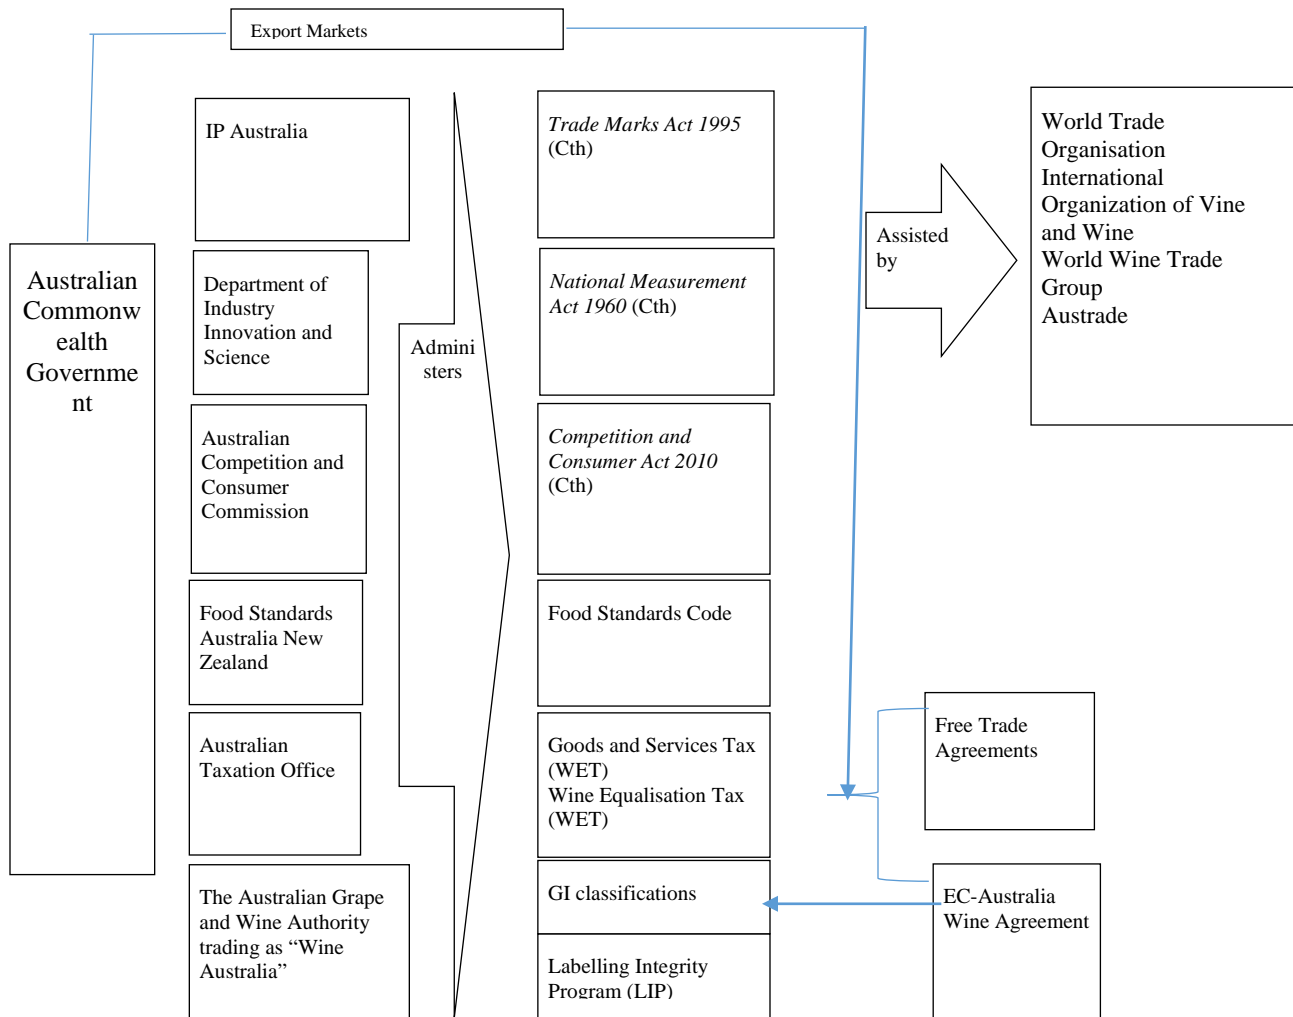 Export Markets
Australian
Commonw
ealth
Governme
nt
IP Australia
Department of
Industry
Innovation and
Science
Australian
Competition and
Consumer
Commission
Food Standards
Australia New
Zealand
Australian
Taxation Office
The Australian Grape
and Wine Authority
trading as “Wine
Australia”
Admini
sters
Trade Marks Act 1995
(Cth)
National Measurement
Act 1960 (Cth)
Competition and
Consumer Act 2010
(Cth)
Food Standards Code
Goods and Services Tax
(WET)
Wine Equalisation Tax
(WET)
GI classifications
Labelling Integrity
Program (LIP)
Assisted
by
World Trade
Organisation
International
Organization of Vine
and Wine
World Wine Trade
Group
Austrade
Free Trade
Agreements
EC-Australia
Wine Agreement